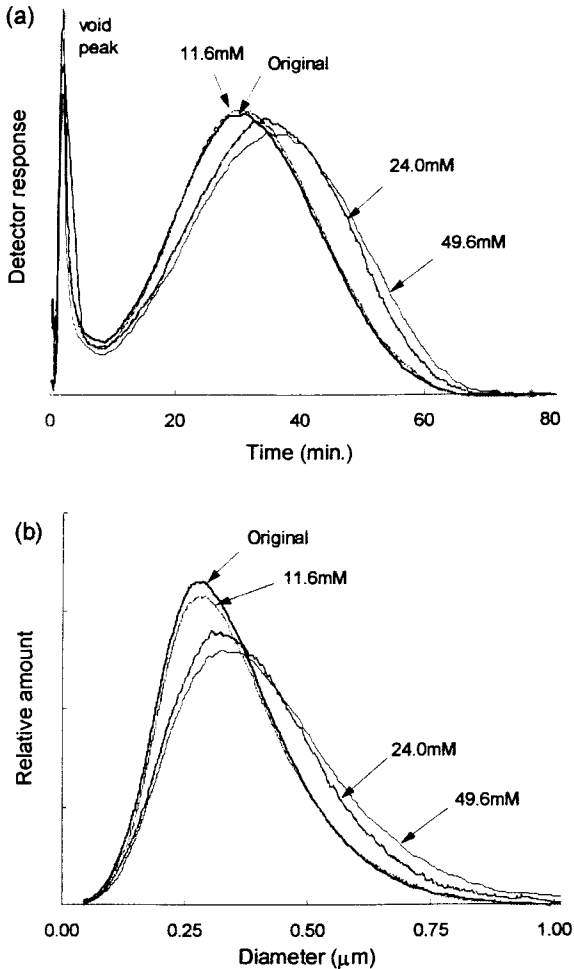 (a)
void
peak
11.6mM
Original
24.0mM
49.6mM
Detector response
0
20
40
60
80
Time (min.)
(b)
Original
11.6mM
24.0mM
49.6mM
Relative amount
0.00
0.25
0.50
0.75
1.00
Diameter (μm)